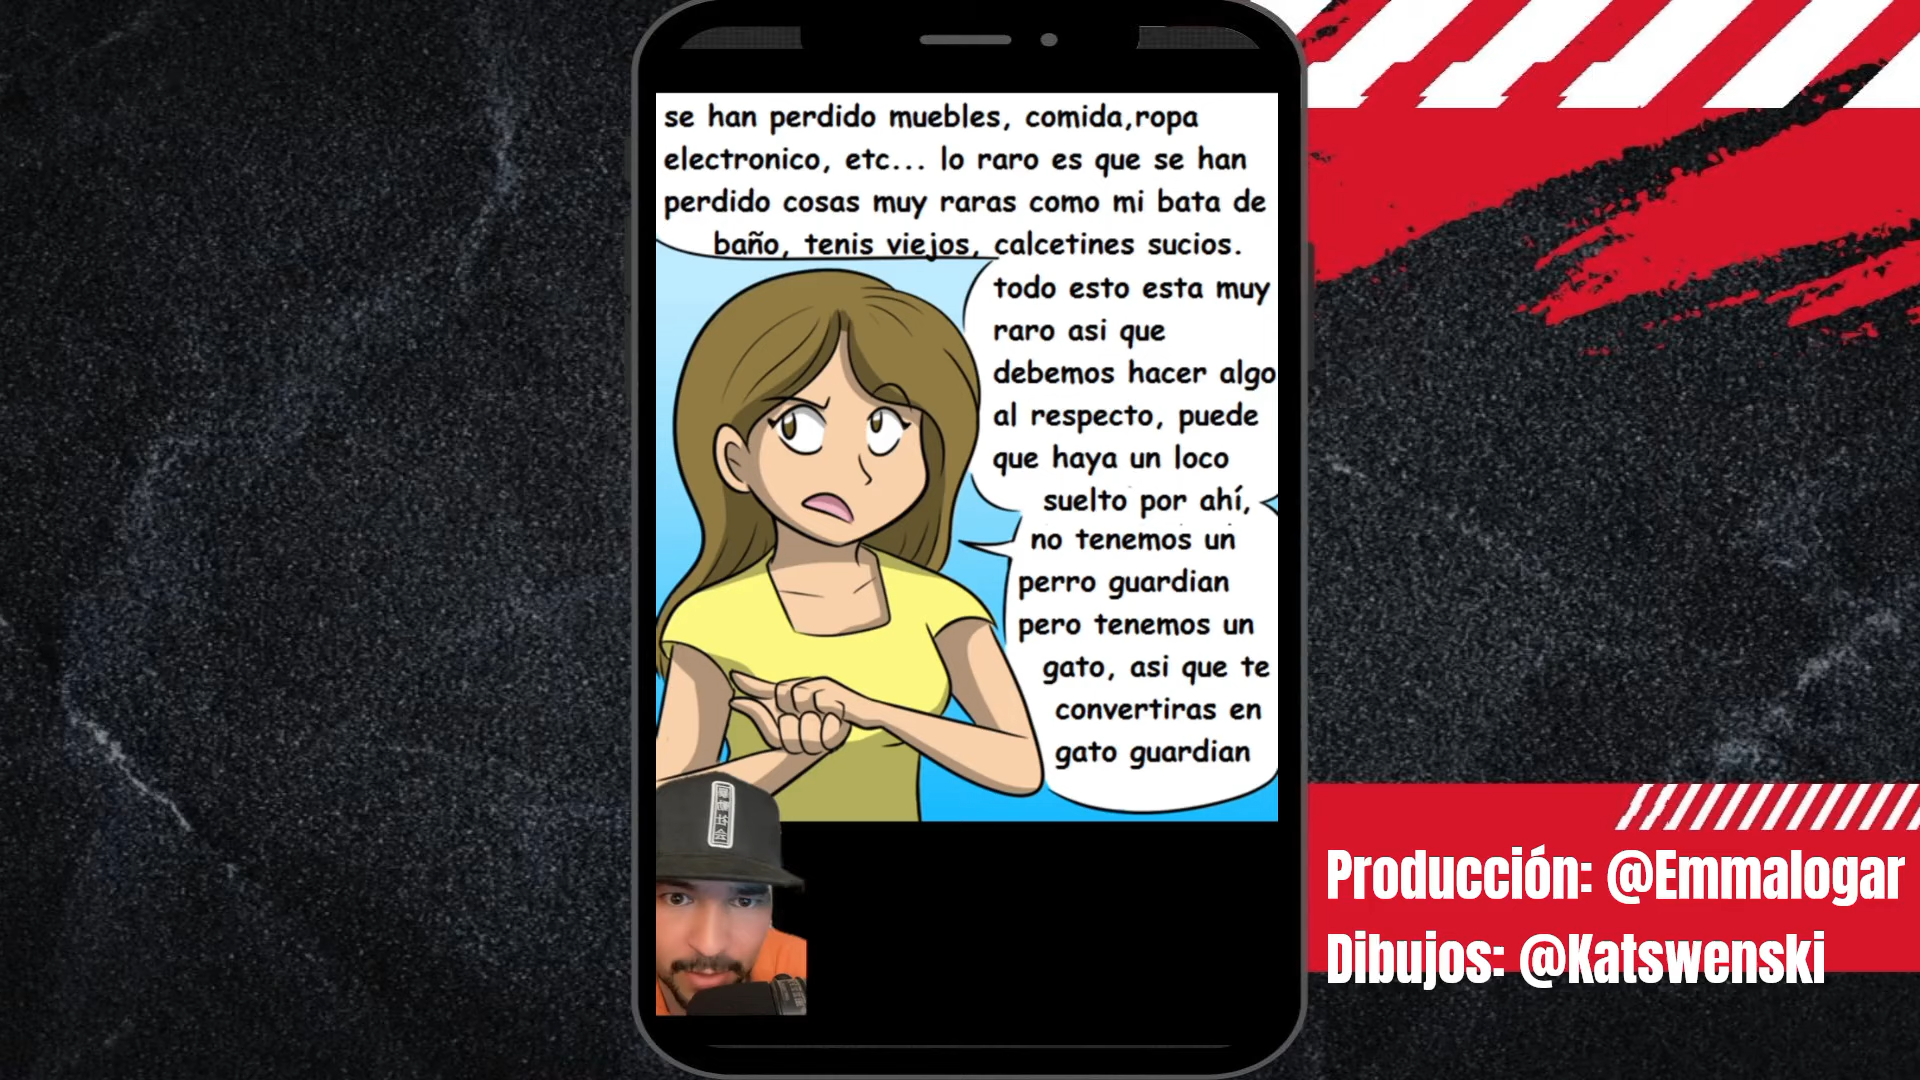 se han perdido muebles, comida,ropa
electronico, etc... lo raro es que se han
perdido cosas muy raras como mi bata de
baño, tenis viejos, calcetines sucios.
todo esto esta muy
raro asi que
debemos hacer algo
al respecto, puede
que haya un loco
suelto por ahí,
no tenemos un
perro guardian
pero tenemos un
gato, asi que te
convertiras en
gato guardian
Producción: @Emmalogar
Dibujos: @Katswenski